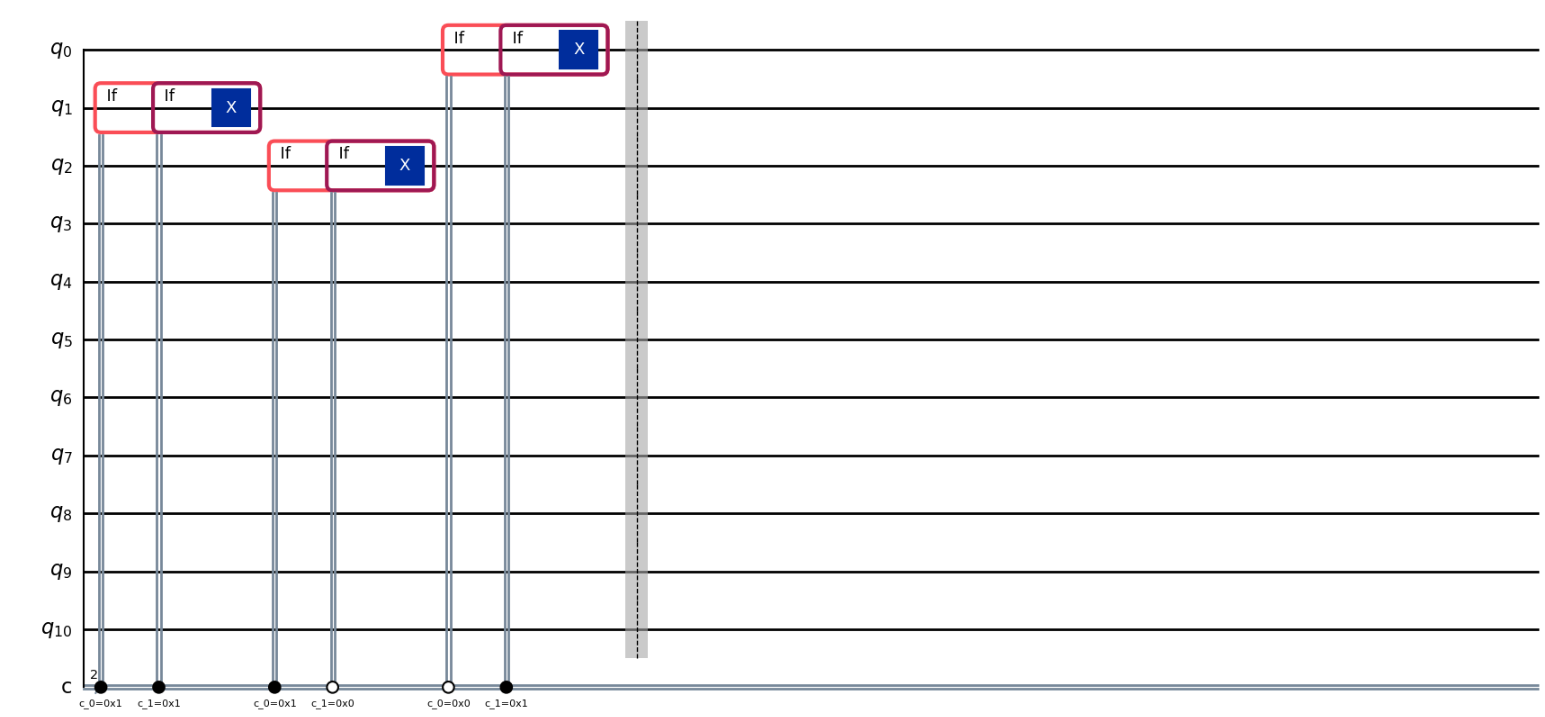 q0 If If X
q1 If If X
q2 If If X
q3
q4
q5
q6
q7
q8
q9
q10
c 2
c_0=0x1 c_1=0x1 c_0=0x1 c_1=0x0 c_0=0x0 c_1=0x1